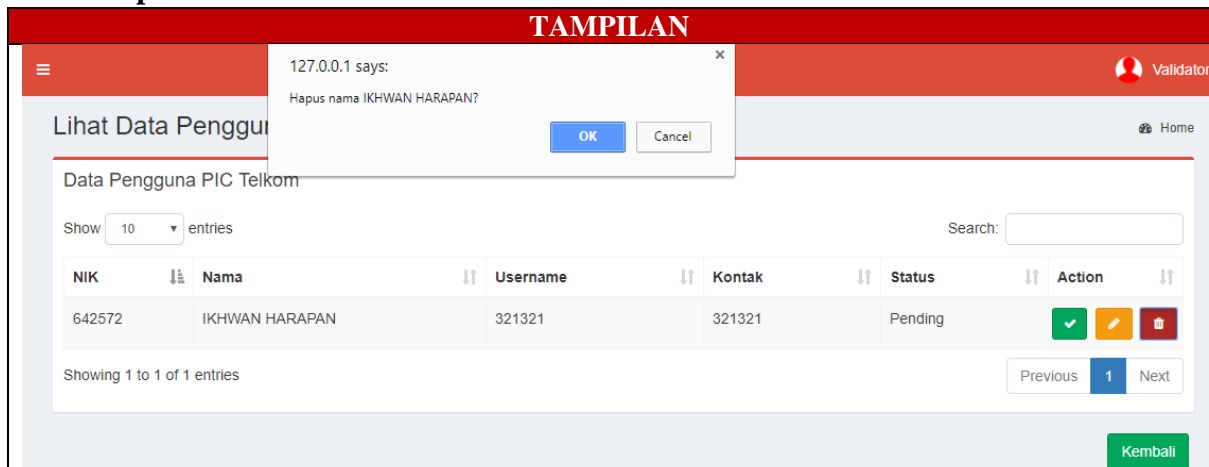 TAMPILAN
127.0.0.1 says:
Hapus nama IKHWAN HARAPAN?
OK Cancel
Validator
Lihat Data Penggu
Home
Data Pengguna PIC Telkom
Show 10 entries Search:
NIK Nama Username Kontak Status Action
642572 IKHWAN HARAPAN 321321 321321 Pending
Showing 1 to 1 of 1 entries Previous 1 Next
Kembali